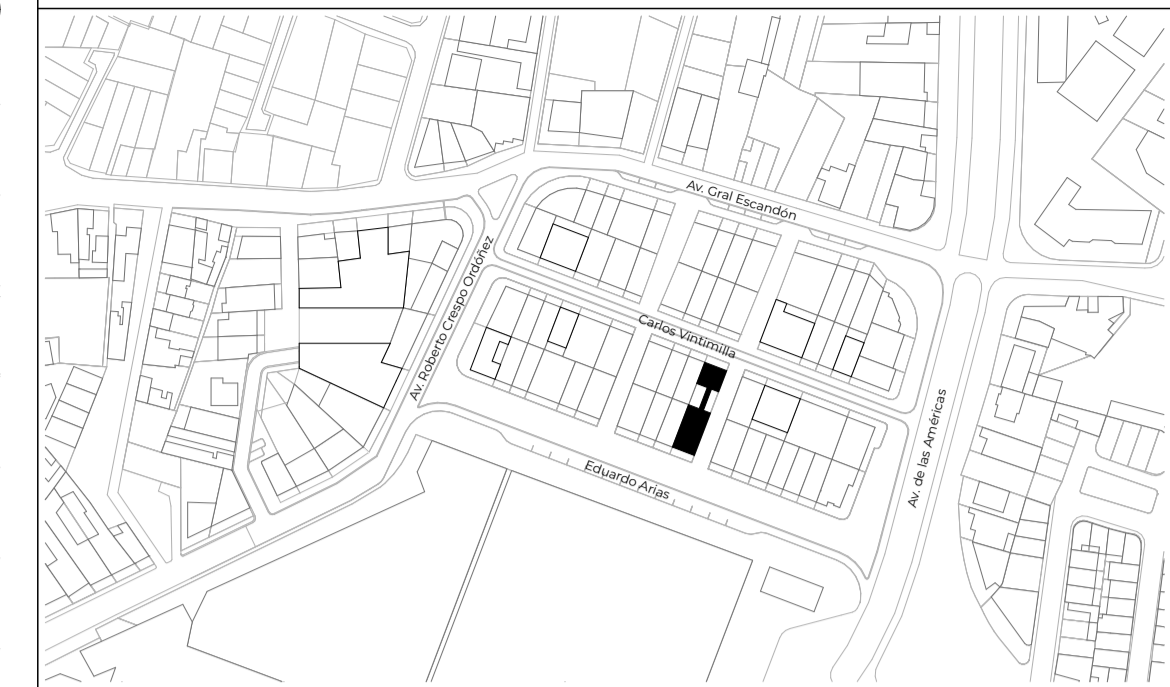 Av. Gral Escandón
Av. Roberto Crespo Ordóñez
Carlos Vintimilla
Av. de las Américas
Eduardo Arias